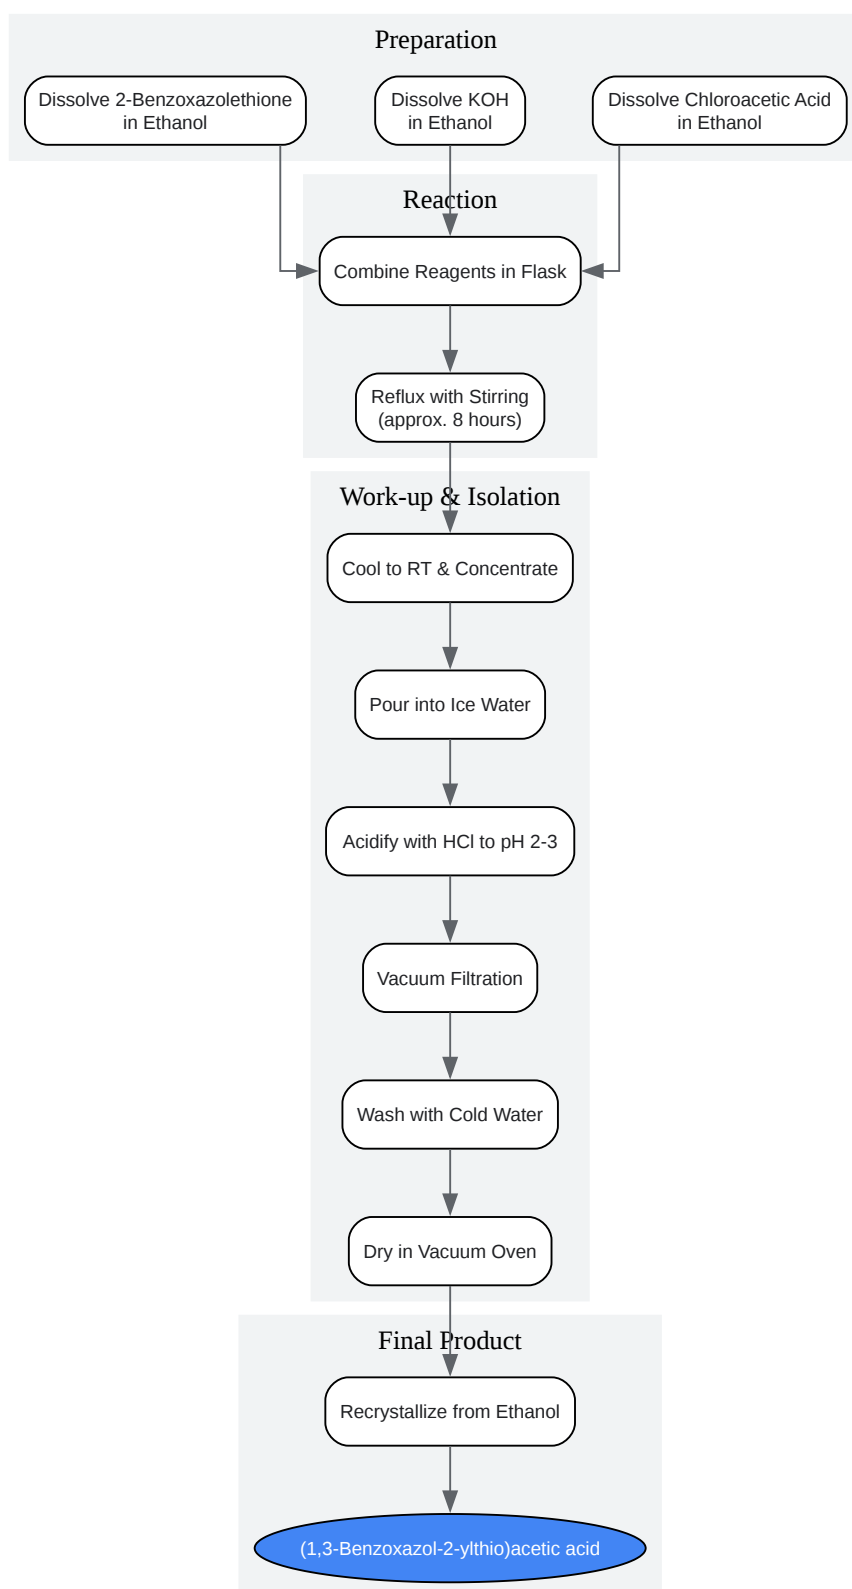 Preparation
Dissolve 2-Benzoxazolethione
in Ethanol
Dissolve KOH
in Ethanol
Dissolve Chloroacetic Acid
in Ethanol
Reaction
Combine Reagents in Flask
Reflux with Stirring
(approx. 8 hours)
Work-up & Isolation
Cool to RT & Concentrate
Pour into Ice Water
Acidify with HCl to pH 2-3
Vacuum Filtration
Wash with Cold Water
Dry in Vacuum Oven
Final Product
Recrystallize from Ethanol
(1,3-Benzoxazol-2-ylthio)acetic acid